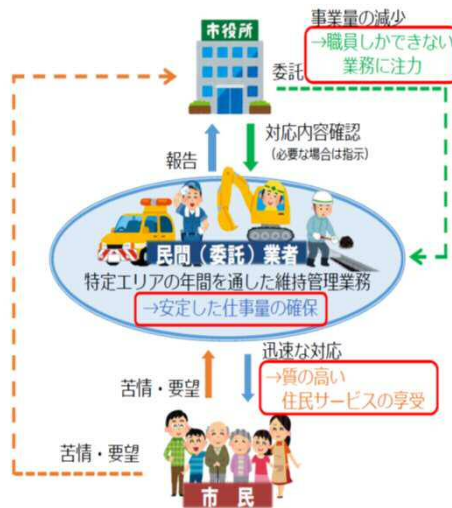 事業量の減少
市役所
→職員しかできない
業務に注力
委託
報告
対応内容確認
(必要な場合は指示)
民間(委託)業者
特定エリアの年間を通した維持管理業務
→安定した仕事量の確保
迅速な対応
→質の高い
住民サービスの享受
苦情・要望
苦情・要望
市民